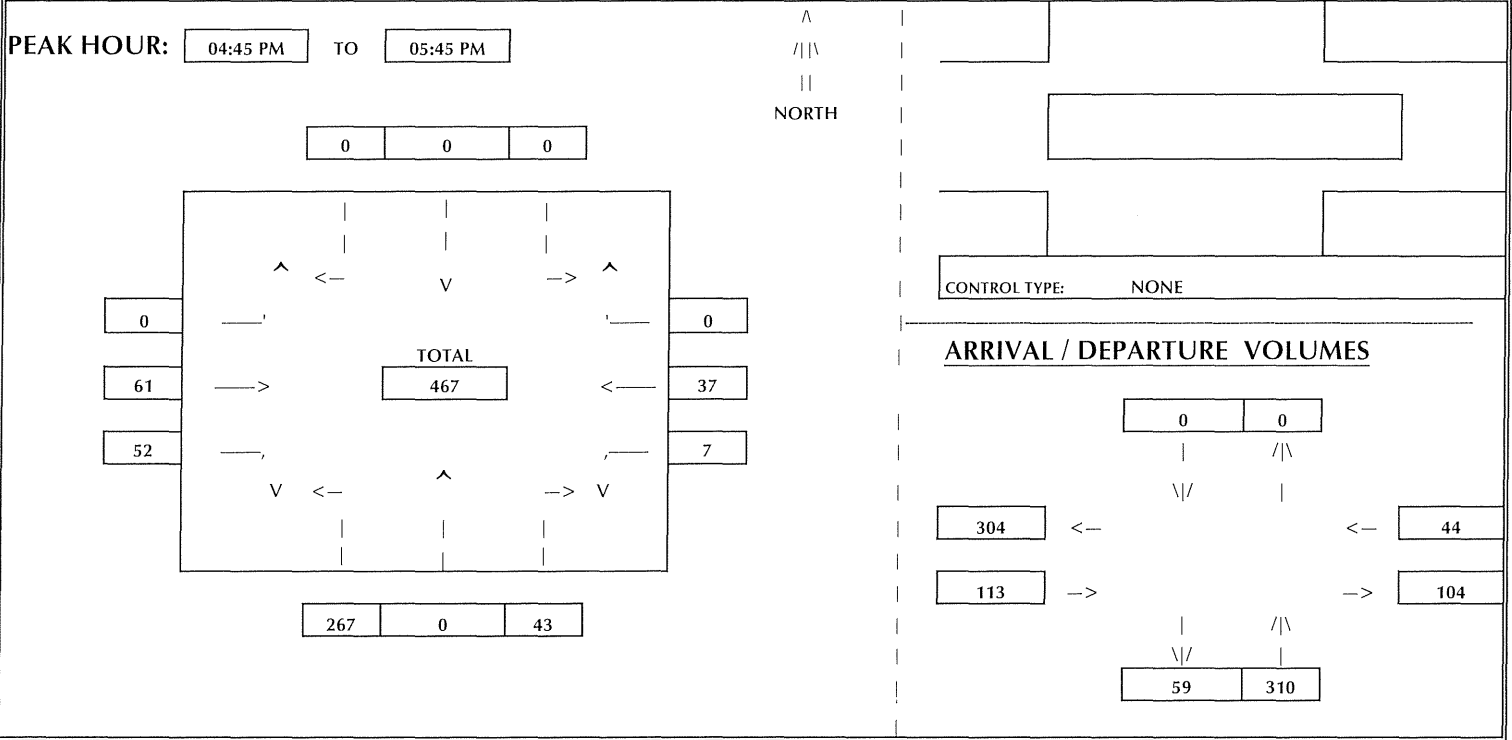 PEAK HOUR: 04:45 PM TO 05:45 PM
NORTH
0 0 0
0 0
TOTAL
61 467 37
52 7
267 0 43
CONTROL TYPE: NONE
ARRIVAL / DEPARTURE VOLUMES
0 0
304 44
113 104
59 310